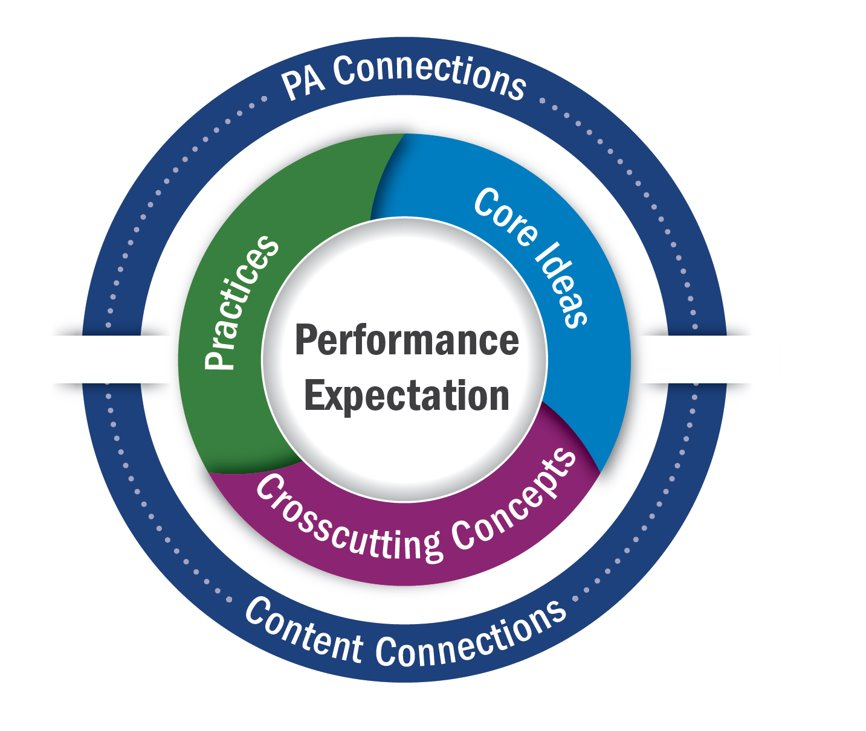 PA Connections
Core Ideas
Practices
Performance
Expectation
Crosscutting Concepts
Content Connections